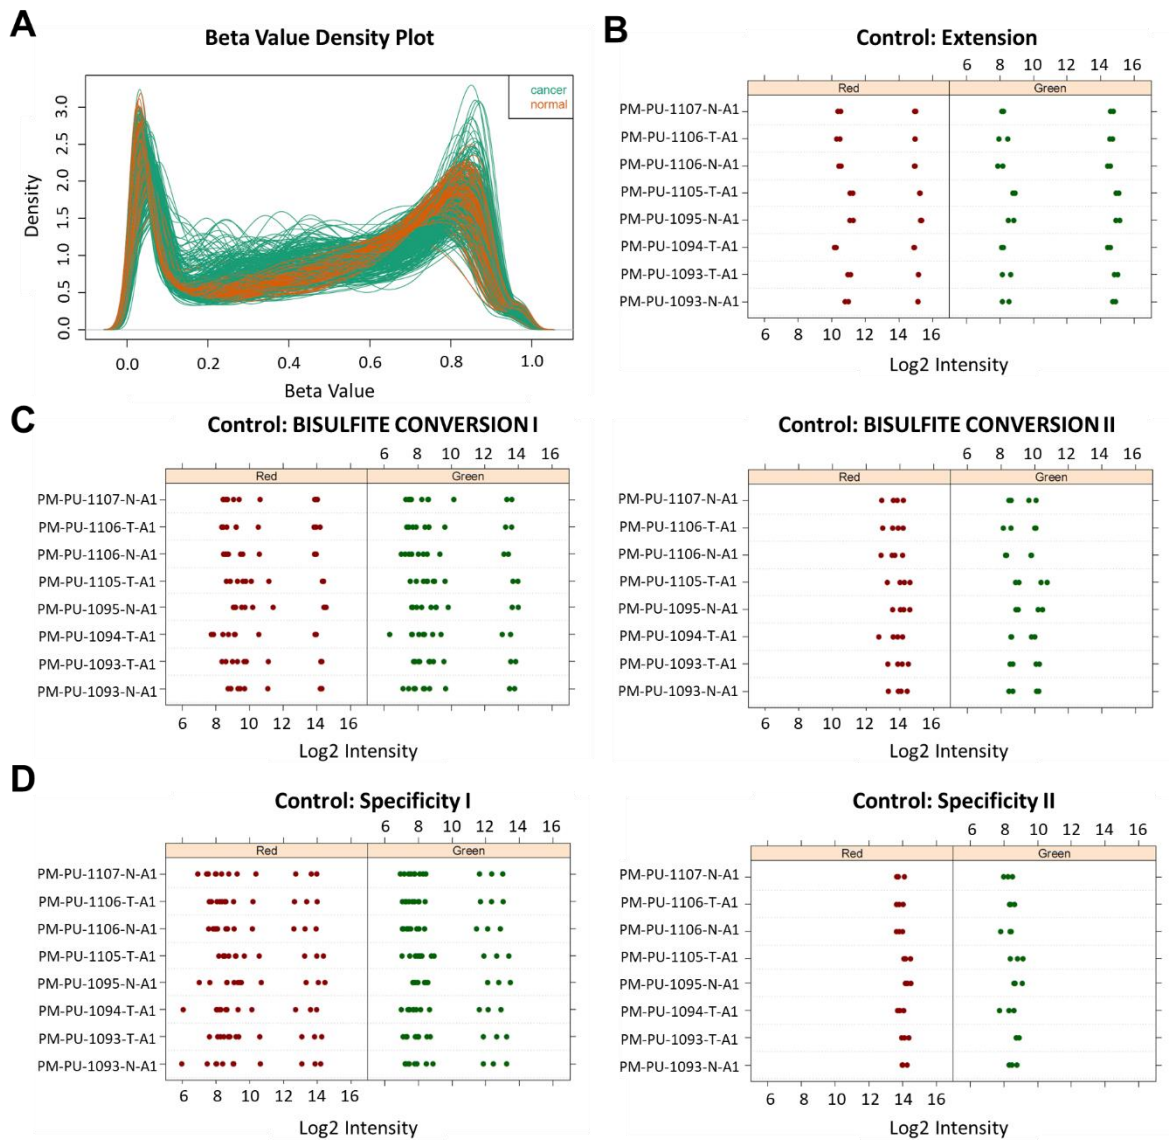 A
Beta Value Density Plot
cancer
normal
Density
0.0 0.5 1.0 1.5 2.0 2.5 3.0
0.0 0.2 0.4 0.6 0.8 1.0
Beta Value
B
Control: Extension
6 8 10 12 14 16
Red Green
PM-PU-1107-N-A1
PM-PU-1106-T-A1
PM-PU-1106-N-A1
PM-PU-1105-T-A1
PM-PU-1095-N-A1
PM-PU-1094-T-A1
PM-PU-1093-T-A1
PM-PU-1093-N-A1
6 8 10 12 14 16
Log2 Intensity
C
Control: BISULFITE CONVERSION I
6 8 10 12 14 16
Red Green
PM-PU-1107-N-A1
PM-PU-1106-T-A1
PM-PU-1106-N-A1
PM-PU-1105-T-A1
PM-PU-1095-N-A1
PM-PU-1094-T-A1
PM-PU-1093-T-A1
PM-PU-1093-N-A1
6 8 10 12 14 16
Log2 Intensity
Control: BISULFITE CONVERSION II
6 8 10 12 14 16
Red Green
PM-PU-1107-N-A1
PM-PU-1106-T-A1
PM-PU-1106-N-A1
PM-PU-1105-T-A1
PM-PU-1095-N-A1
PM-PU-1094-T-A1
PM-PU-1093-T-A1
PM-PU-1093-N-A1
6 8 10 12 14 16
Log2 Intensity
D
Control: Specificity I
6 8 10 12 14 16
Red Green
PM-PU-1107-N-A1
PM-PU-1106-T-A1
PM-PU-1106-N-A1
PM-PU-1105-T-A1
PM-PU-1095-N-A1
PM-PU-1094-T-A1
PM-PU-1093-T-A1
PM-PU-1093-N-A1
6 8 10 12 14 16
Log2 Intensity
Control: Specificity II
6 8 10 12 14 16
Red Green
PM-PU-1107-N-A1
PM-PU-1106-T-A1
PM-PU-1106-N-A1
PM-PU-1105-T-A1
PM-PU-1095-N-A1
PM-PU-1094-T-A1
PM-PU-1093-T-A1
PM-PU-1093-N-A1
6 8 10 12 14 16
Log2 Intensity